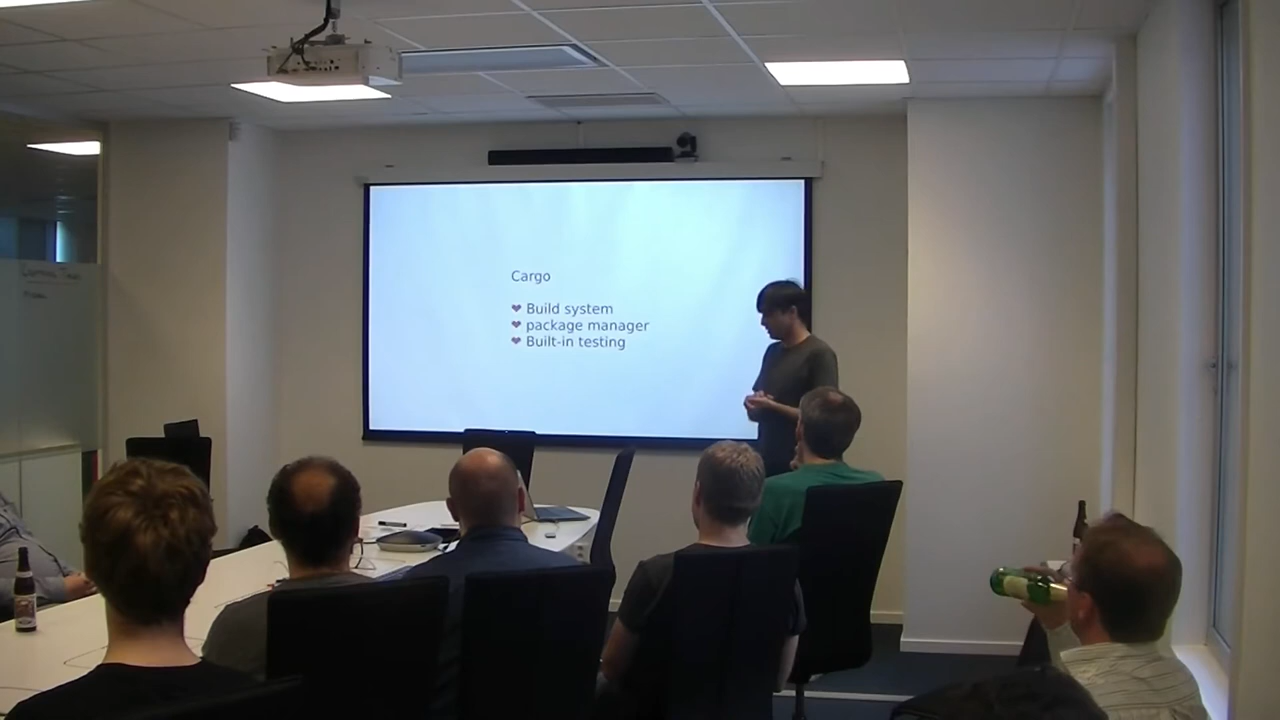 Cargo
❤ Build system
❤ package manager
❤ Built-in testing